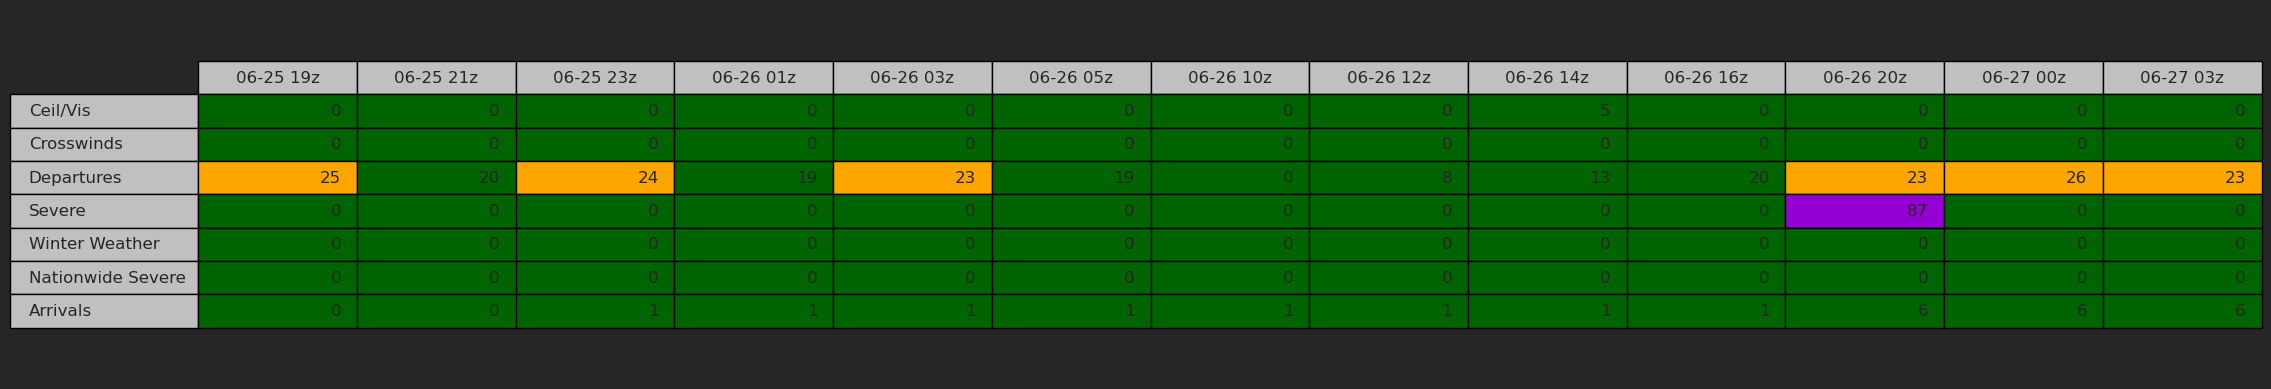 06-25 19z 06-25 21z 06-25 23z 06-26 01z 06-26 03z 06-26 05z 06-26 10z 06-26 12z 06-26 14z 06-26 16z 06-26 20z 06-27 00z 06-27 03z
Ceil/Vis 0 0 0 0 0 0 0 0 5 0 0 0 0
Crosswinds 0 0 0 0 0 0 0 0 0 0 0 0 0
Departures 25 20 24 19 23 19 0 8 13 20 23 26 23
Severe 0 0 0 0 0 0 0 0 0 0 87 0 0
Winter Weather 0 0 0 0 0 0 0 0 0 0 0 0 0
Nationwide Severe 0 0 0 0 0 0 0 0 0 0 0 0 0
Arrivals 0 0 1 1 1 1 1 1 1 1 6 6 6